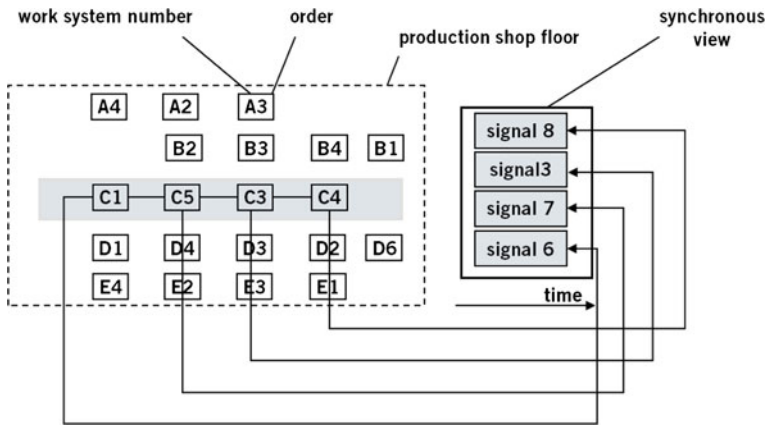 work system number
order
production shop floor
synchronous
view
A4 A2 A3
B2 B3 B4 B1
C1 C5 C3 C4
D1 D4 D3 D2 D6
E4 E2 E3 E1
signal 8
signal3
signal 7
signal 6
time